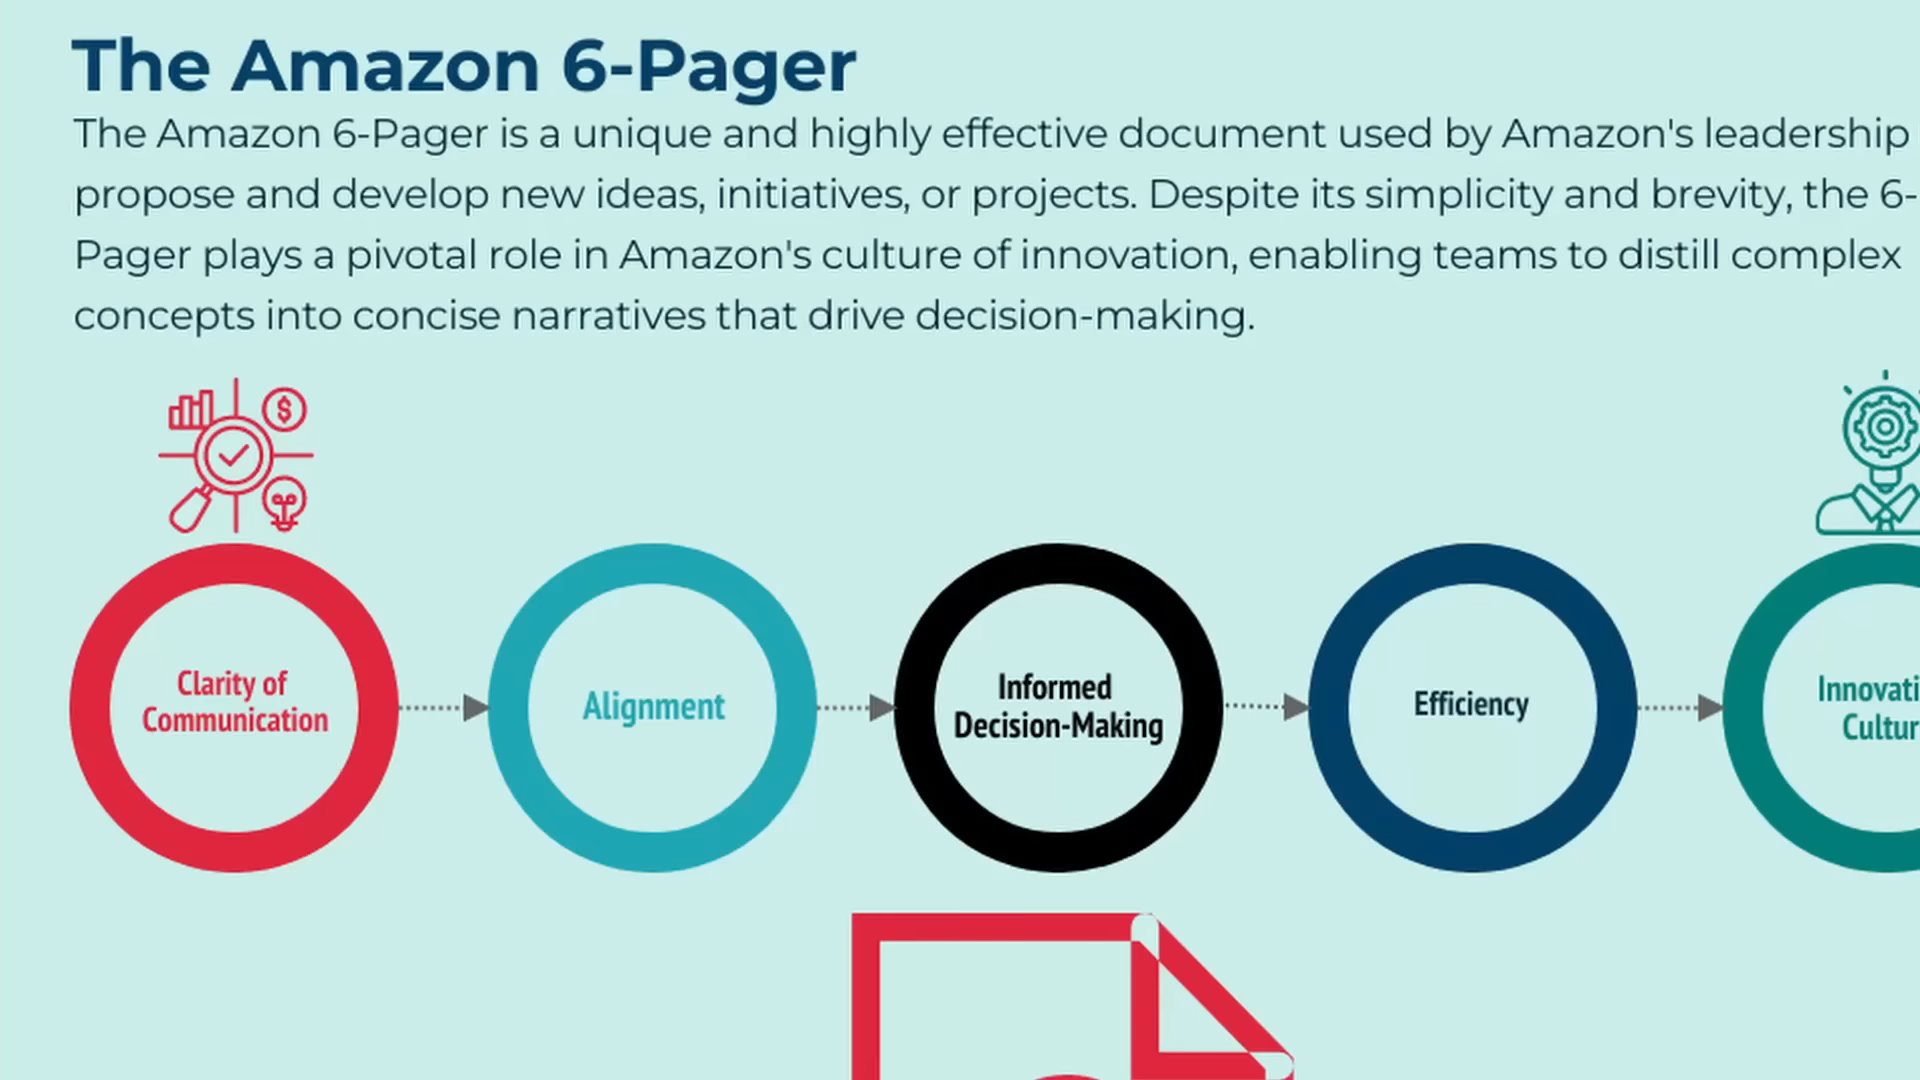 The Amazon 6-Pager
The Amazon 6-Pager is a unique and highly effective document used by Amazon's leadership
propose and develop new ideas, initiatives, or projects. Despite its simplicity and brevity, the 6-
Pager plays a pivotal role in Amazon's culture of innovation, enabling teams to distill complex
concepts into concise narratives that drive decision-making.
$
Clarity of
Communication
Alignment
Informed
Decision-Making
Efficiency